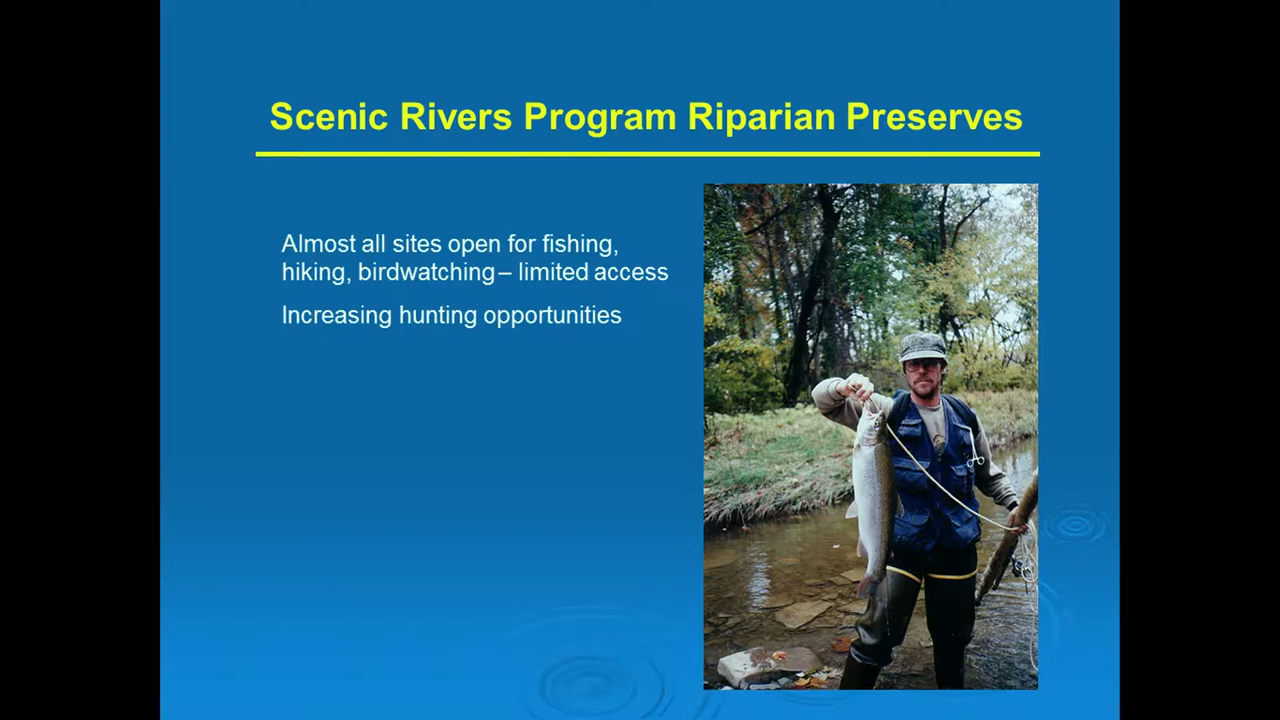 Scenic Rivers Program Riparian Preserves
Almost all sites open for fishing,
hiking, birdwatching – limited access
Increasing hunting opportunities